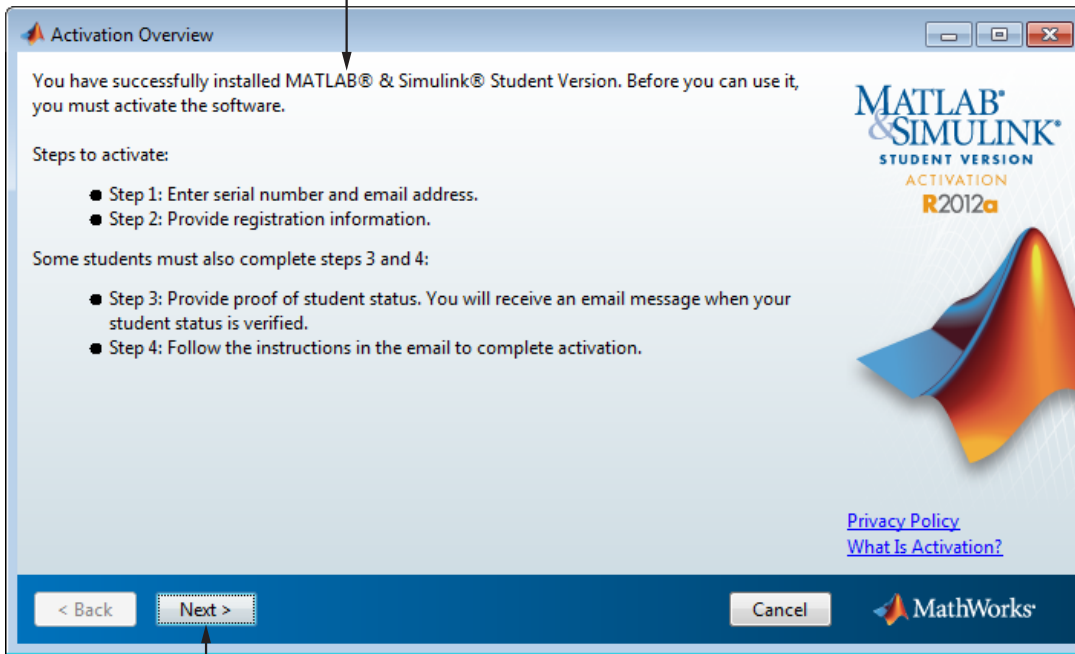 Activation Overview
You have successfully installed MATLAB® & Simulink® Student Version. Before you can use it,
you must activate the software.
Steps to activate:
● Step 1: Enter serial number and email address.
● Step 2: Provide registration information.
Some students must also complete steps 3 and 4:
● Step 3: Provide proof of student status. You will receive an email message when your
student status is verified.
● Step 4: Follow the instructions in the email to complete activation.
MATLAB®
&SIMULINK®
STUDENT VERSION
ACTIVATION
R2012a
Privacy Policy
What Is Activation?
< Back
Next >
Cancel
MathWorks®